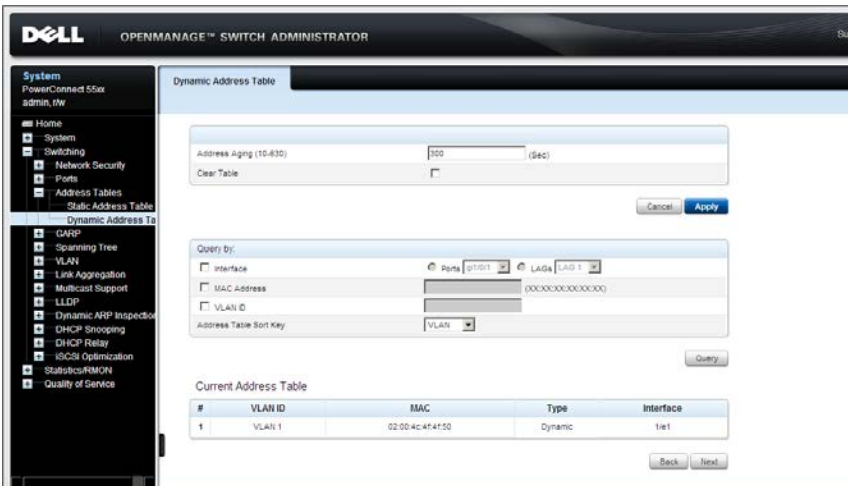 DELL
OPENMANAGE™ SWITCH ADMINISTRATOR
Su
System
PowerConnect 55xx
admin, r/w
Home
System
Switching
Network Security
Ports
Address Tables
Static Address Table
Dynamic Address Ta
GARP
Spanning Tree
VLAN
Link Aggregation
Multicast Support
LLDP
Dynamic ARP Inspection
DHCP Snooping
DHCP Relay
iSCSI Optimization
Statistics/RMON
Quality of Service
Dynamic Address Table
Address Aging (10-630) 300 (Sec)
Clear Table
Cancel Apply
Query by:
Interface Ports gi1/0/1 LAGs LAG 1
MAC Address (XX:XX:XX:XX:XX:XX)
VLAN ID
Address Table Sort Key VLAN
Query
Current Address Table
# VLAN ID MAC Type Interface
1 VLAN 1 02:00:4c:4f:4f:50 Dynamic 1/e1
Back Next